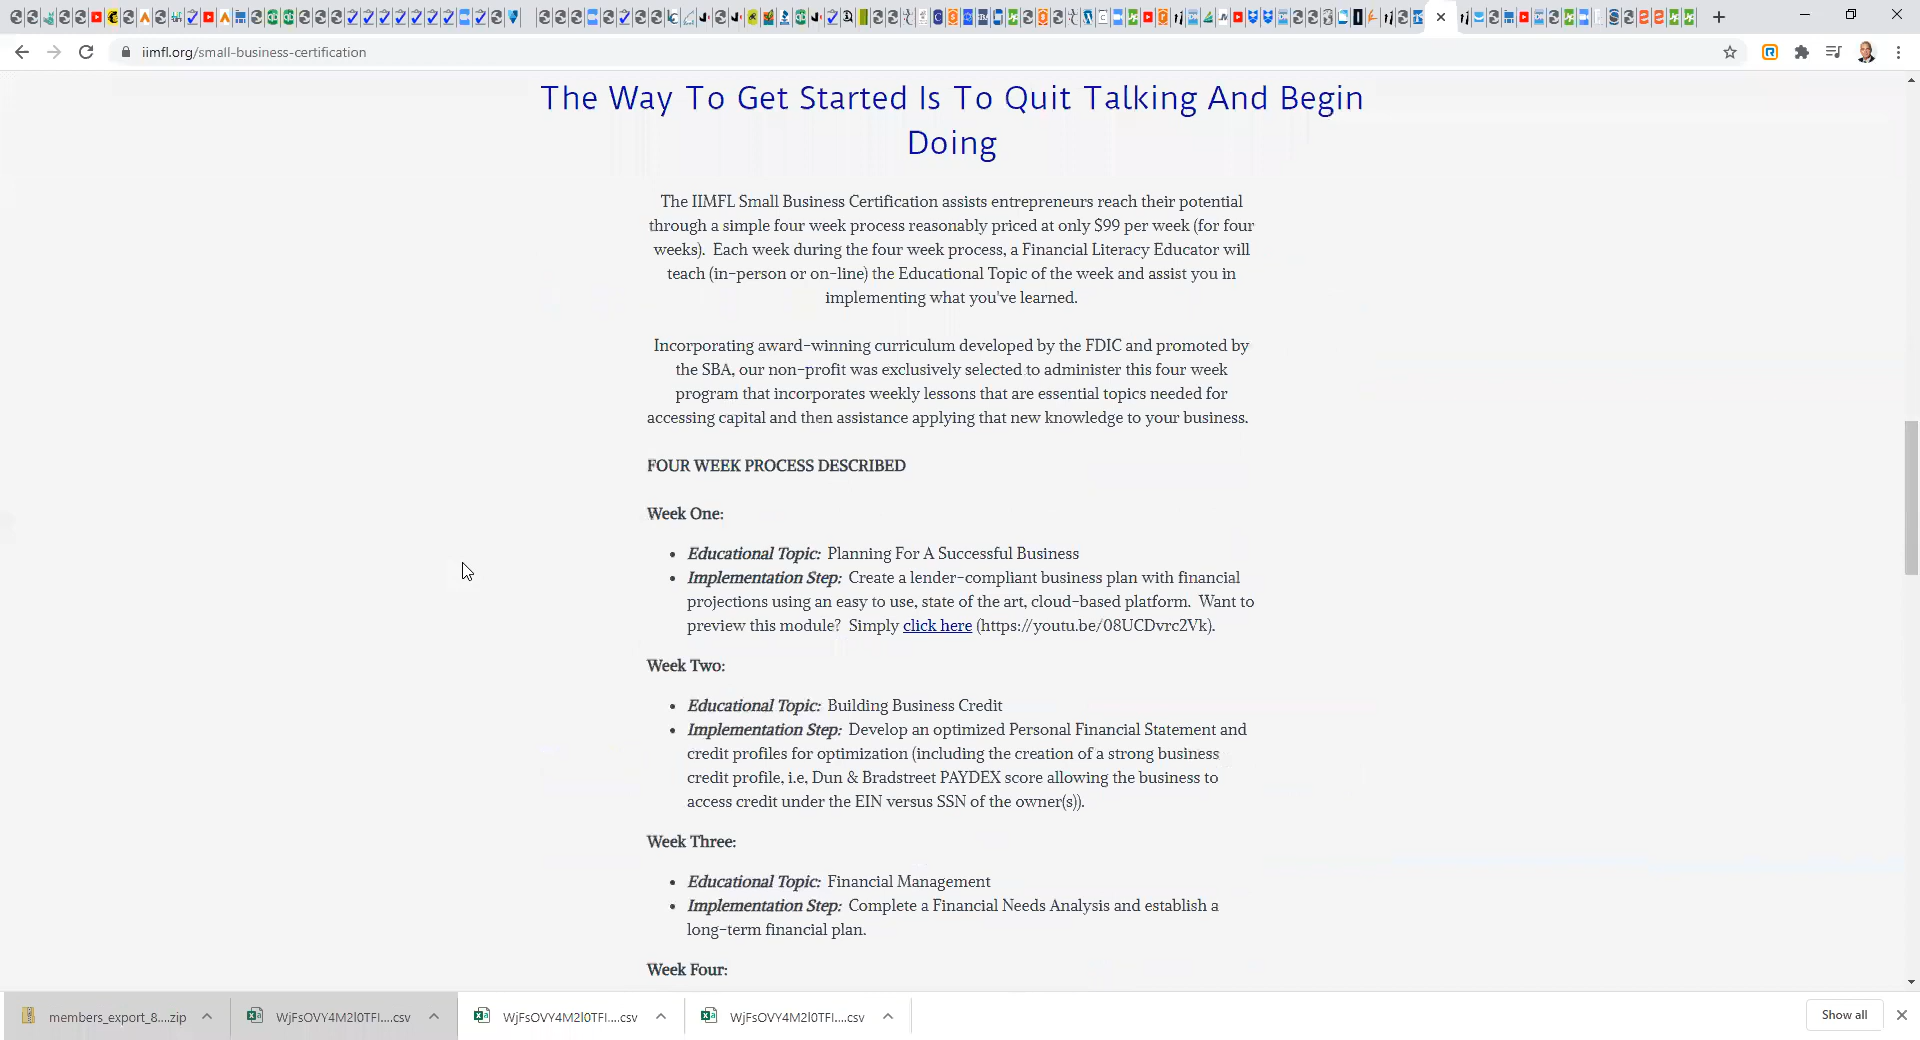 iimfl.org/small-business-certification
The Way To Get Started Is To Quit Talking And Begin
Doing
The IIMFL Small Business Certification assists entrepreneurs reach their potential
through a simple four week process reasonably priced at only $99 per week (for four
weeks).  Each week during the four week process, a Financial Literacy Educator will
teach (in-person or on-line) the Educational Topic of the week and assist you in
implementing what you've learned.
Incorporating award-winning curriculum developed by the FDIC and promoted by
the SBA, our non-profit was exclusively selected to administer this four week
program that incorporates weekly lessons that are essential topics needed for
accessing capital and then assistance applying that new knowledge to your business.
FOUR WEEK PROCESS DESCRIBED
Week One:
• Educational Topic:  Planning For A Successful Business
• Implementation Step:  Create a lender-compliant business plan with financial
projections using an easy to use, state of the art, cloud-based platform.  Want to
preview this module?  Simply click here (https://youtu.be/08UCDvrc2Vk).
Week Two:
• Educational Topic:  Building Business Credit
• Implementation Step:  Develop an optimized Personal Financial Statement and
credit profiles for optimization (including the creation of a strong business
credit profile, i.e, Dun & Bradstreet PAYDEX score allowing the business to
access credit under the EIN versus SSN of the owner(s)).
Week Three:
• Educational Topic:  Financial Management
• Implementation Step:  Complete a Financial Needs Analysis and establish a
long-term financial plan.
Week Four:
members_export_8....zip
WjFsOVY4M2l0TFI....csv
WjFsOVY4M2l0TFI....csv
WjFsOVY4M2l0TFI....csv
Show all